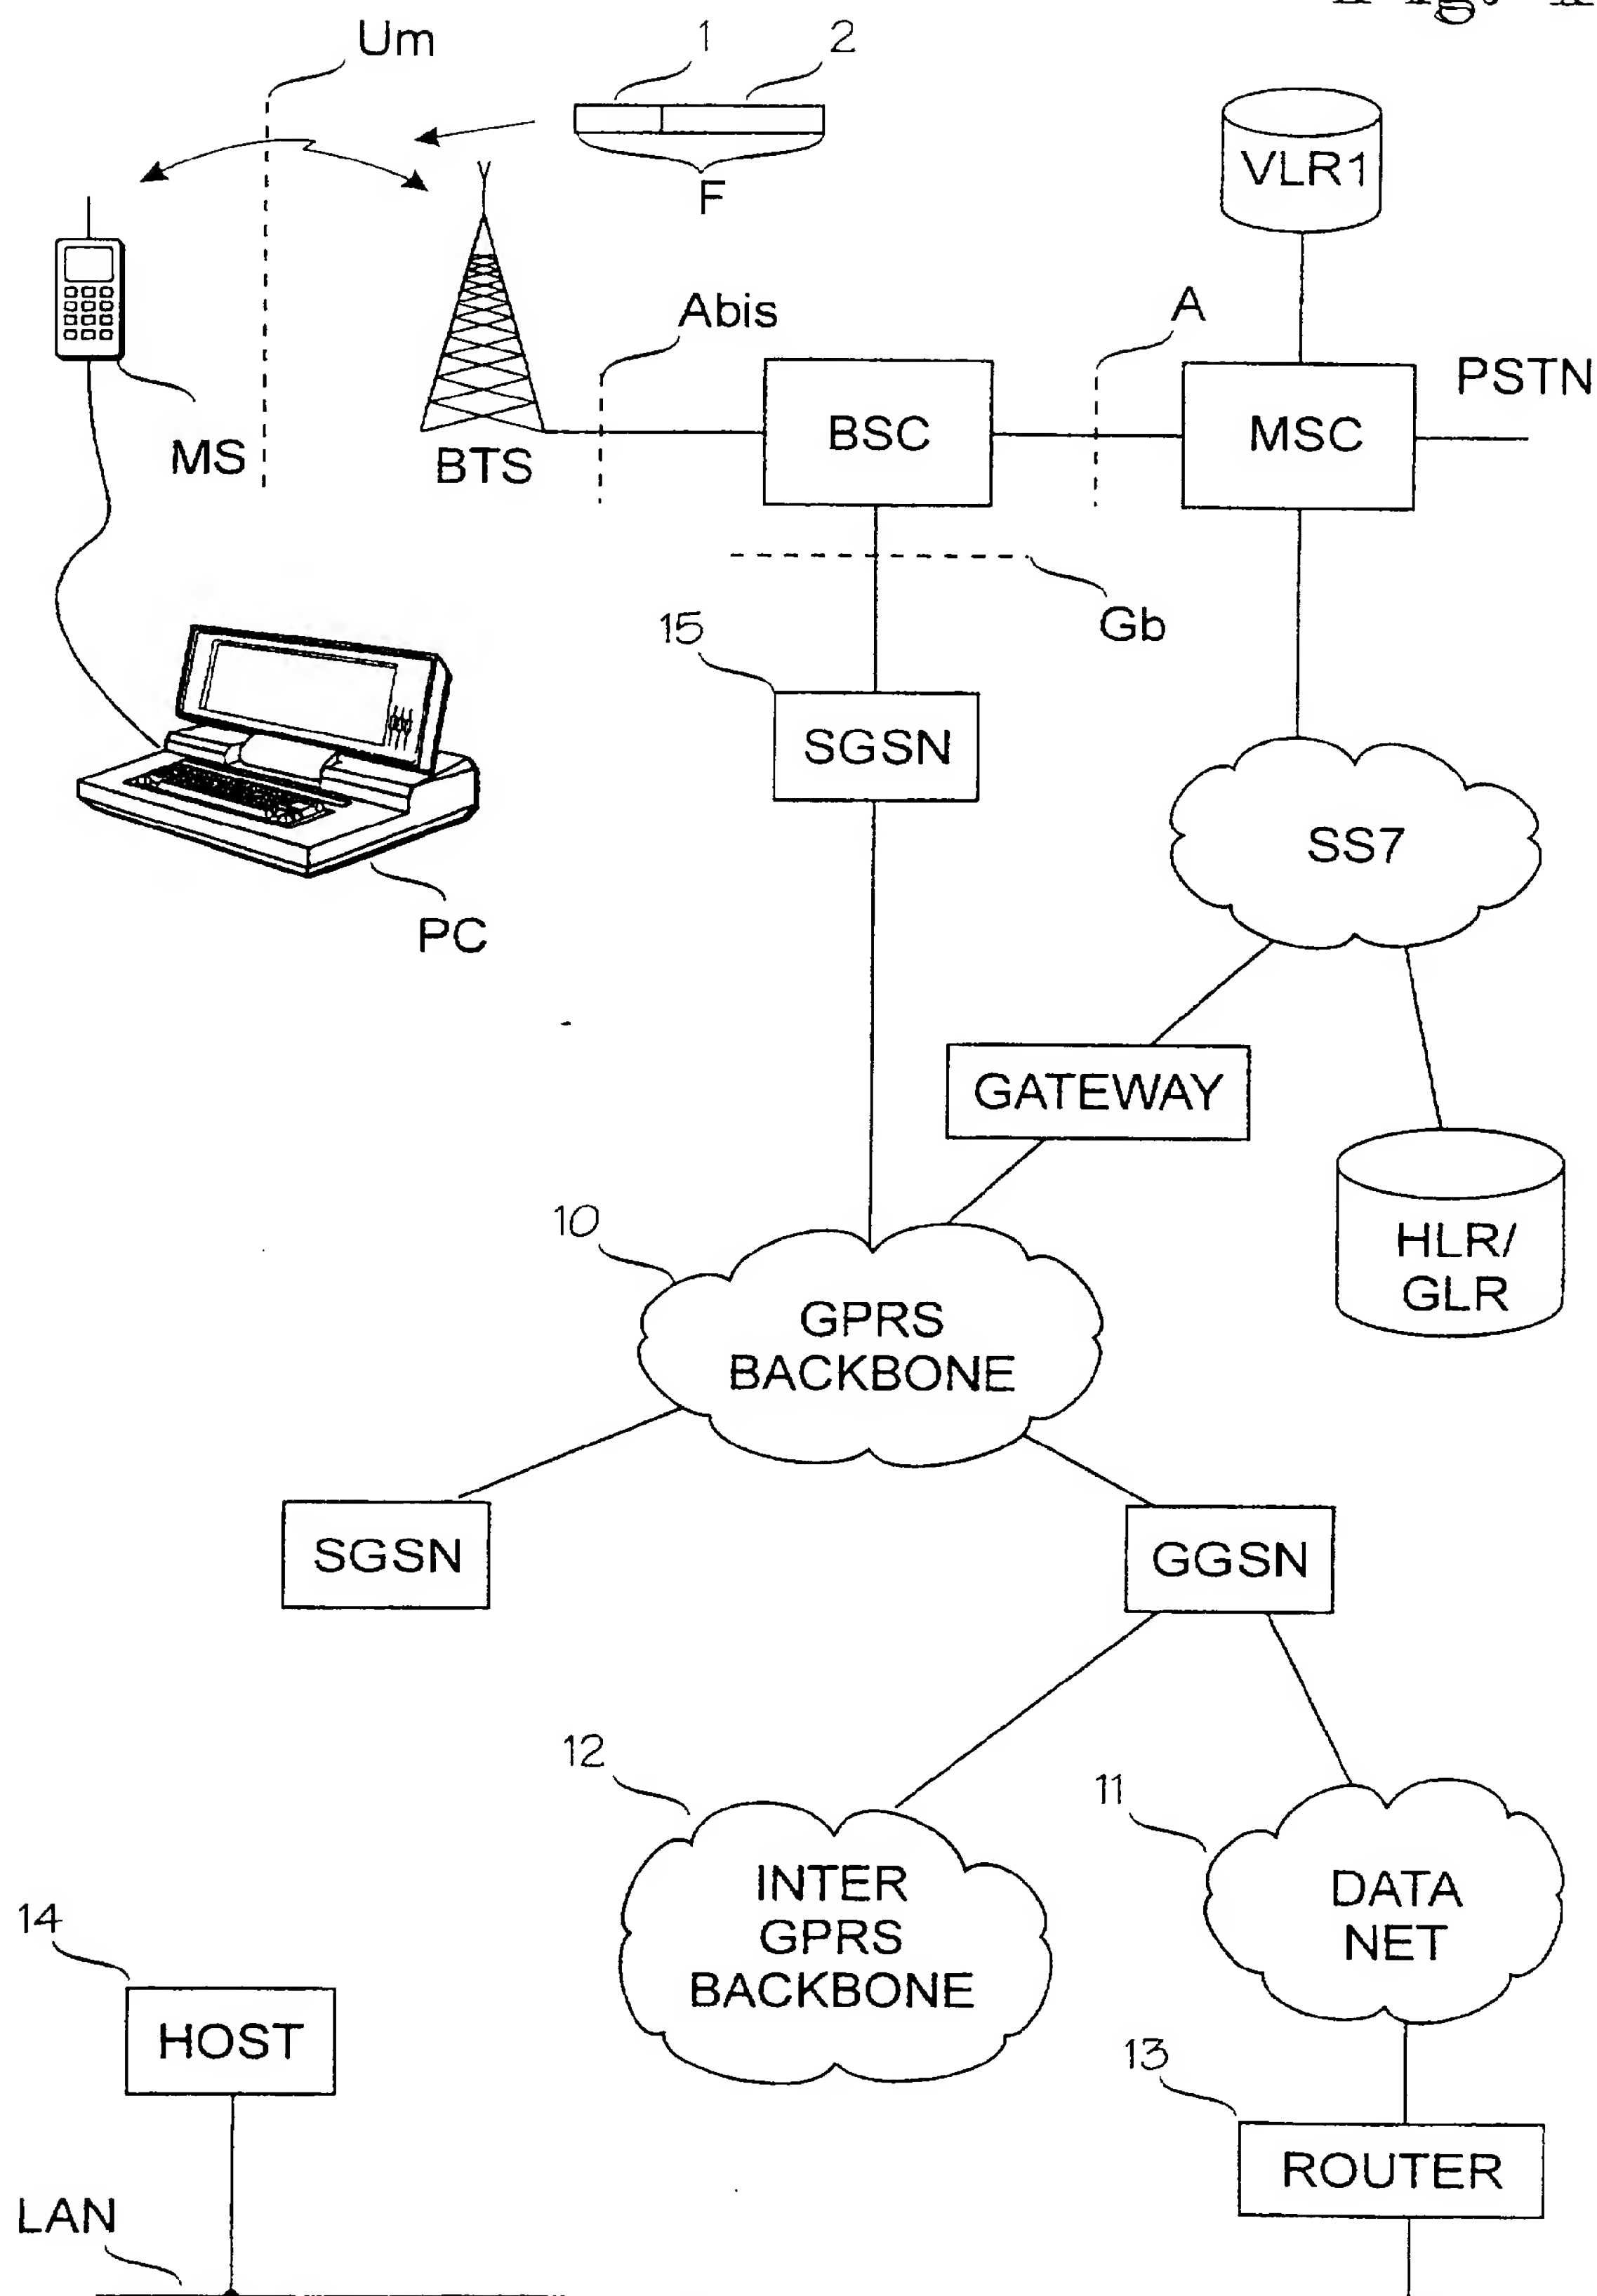 Um
1
2
F
VLR1
Abis
A
PSTN
BSC
MSC
MS
BTS
Gb
15
SGSN
SS7
PC
GATEWAY
10
HLR/
GLR
GPRS
BACKBONE
SGSN
GGSN
12
11
INTER
GPRS
BACKBONE
DATA
NET
14
HOST
13
ROUTER
LAN